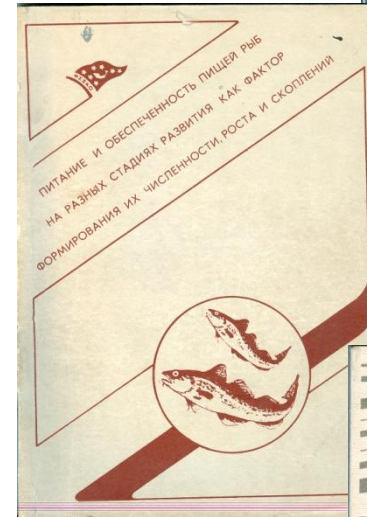 ПИТАНИЕ И ОБЕСПЕЧЕННОСТЬ ПИЩЕЙ РЫБ
НА РАЗНЫХ СТАДИЯХ РАЗВИТИЯ КАК ФАКТОР
ФОРМИРОВАНИЯ ИХ ЧИСЛЕННОСТИ, РОСТА И СКОПЛЕНИЙ